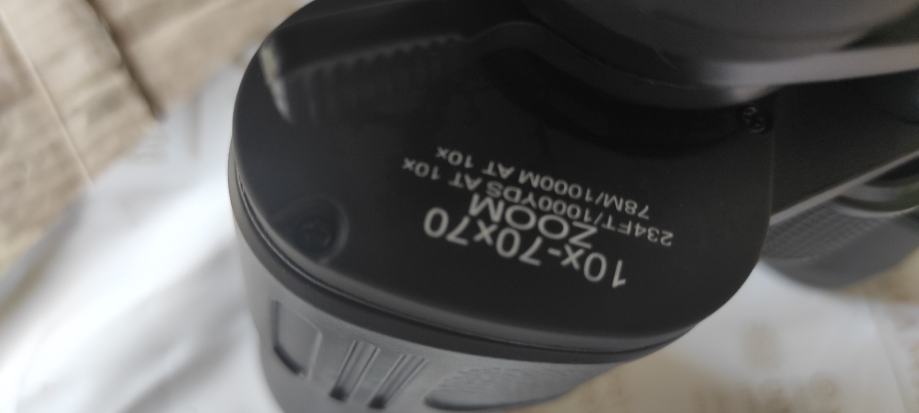 10x-70x70
ZOOM
234FT/1000YDS AT 10x
78M/1000M AT 10x